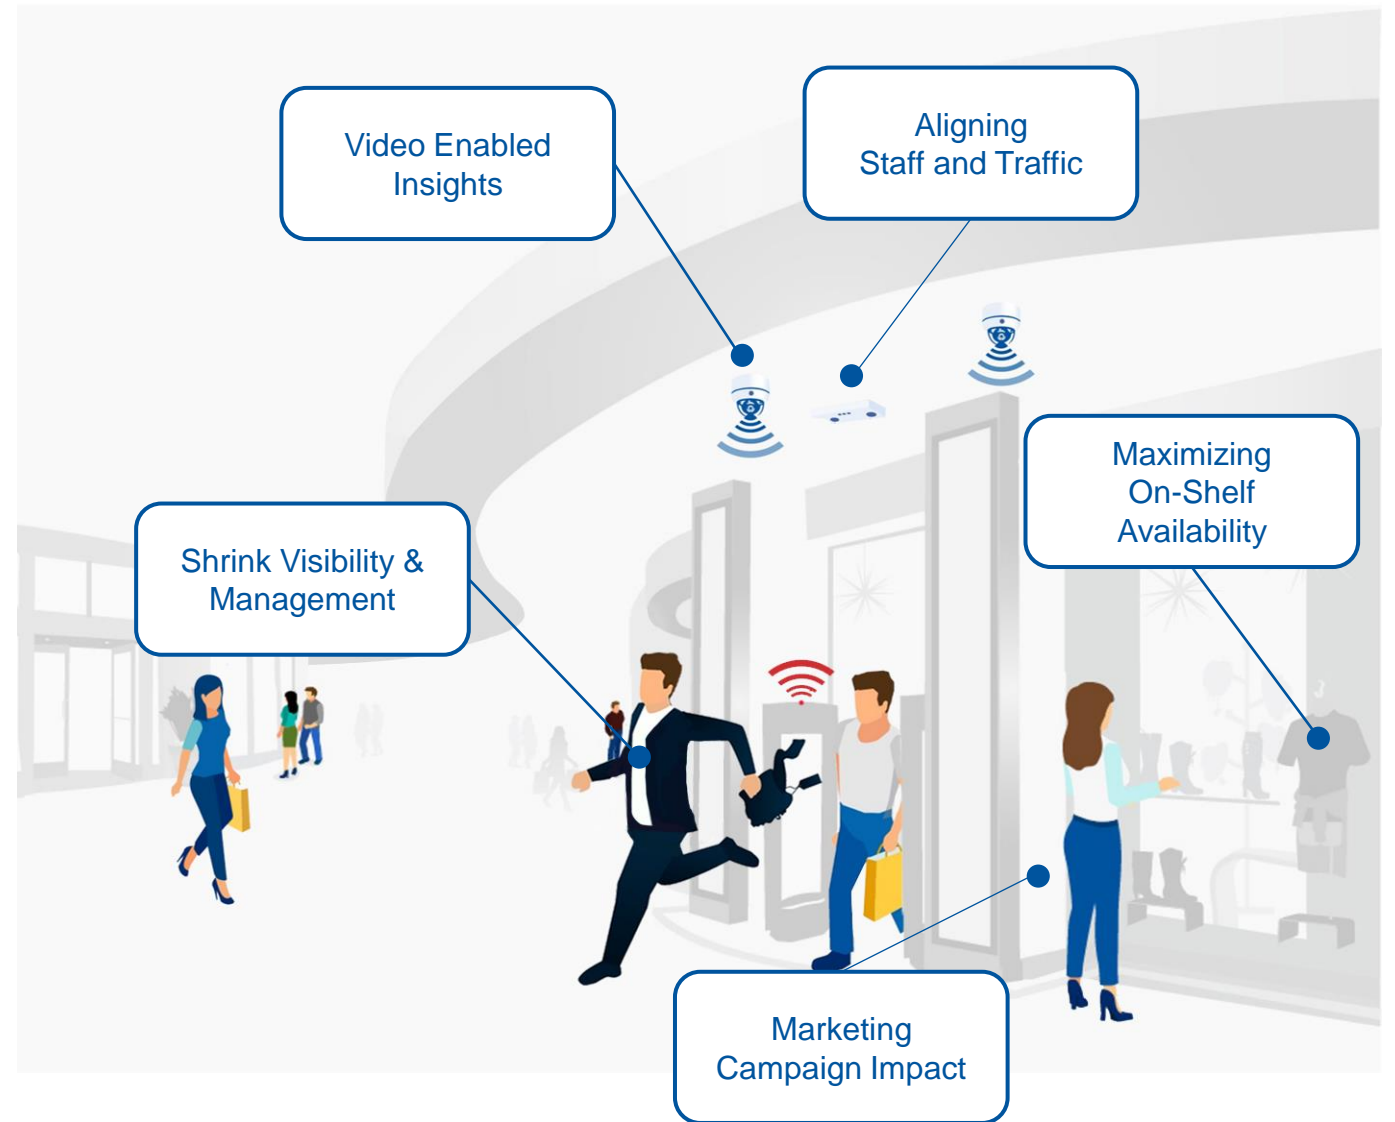 Video Enabled
Insights
Aligning
Staff and Traffic
Maximizing
On-Shelf
Availability
Shrink Visibility &
Management
Marketing
Campaign Impact